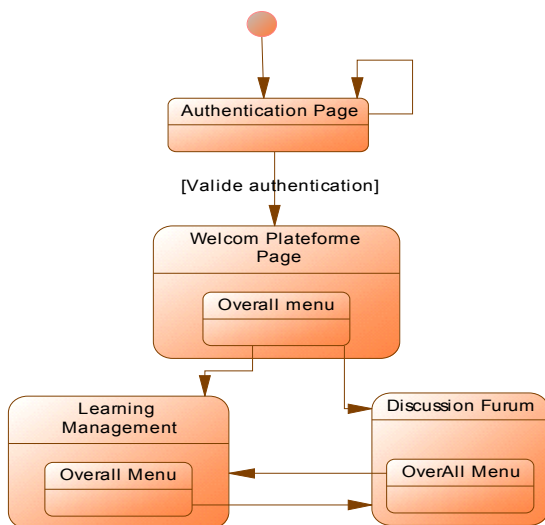 Authentication Page
[Valide authentication]
Welcom Plateforme
Page
Overall menu
Learning
Management
Overall Menu
Discussion Furum
OverAll Menu